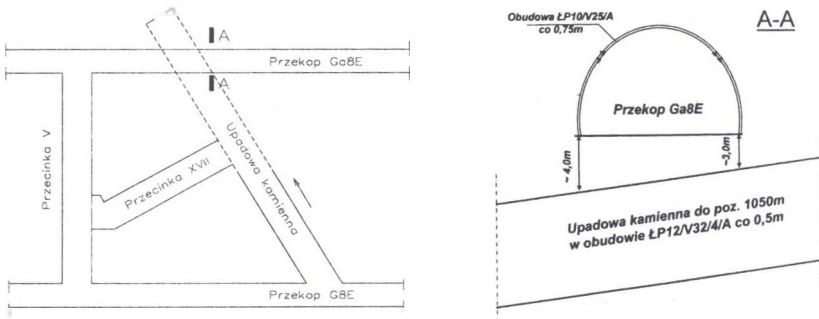 A
A
Przekop Ga8E
Przecinka V
Przecinka XVII
Upadowa kamienna
Przekop G8E
Obudowa ŁP10/V25/A
co 0,75m
A-A
Przekop Ga8E
~ 4,0m
~3,0m
Upadowa kamienna do poz. 1050m
w obudowie ŁP12/V32/4/A co 0,5m